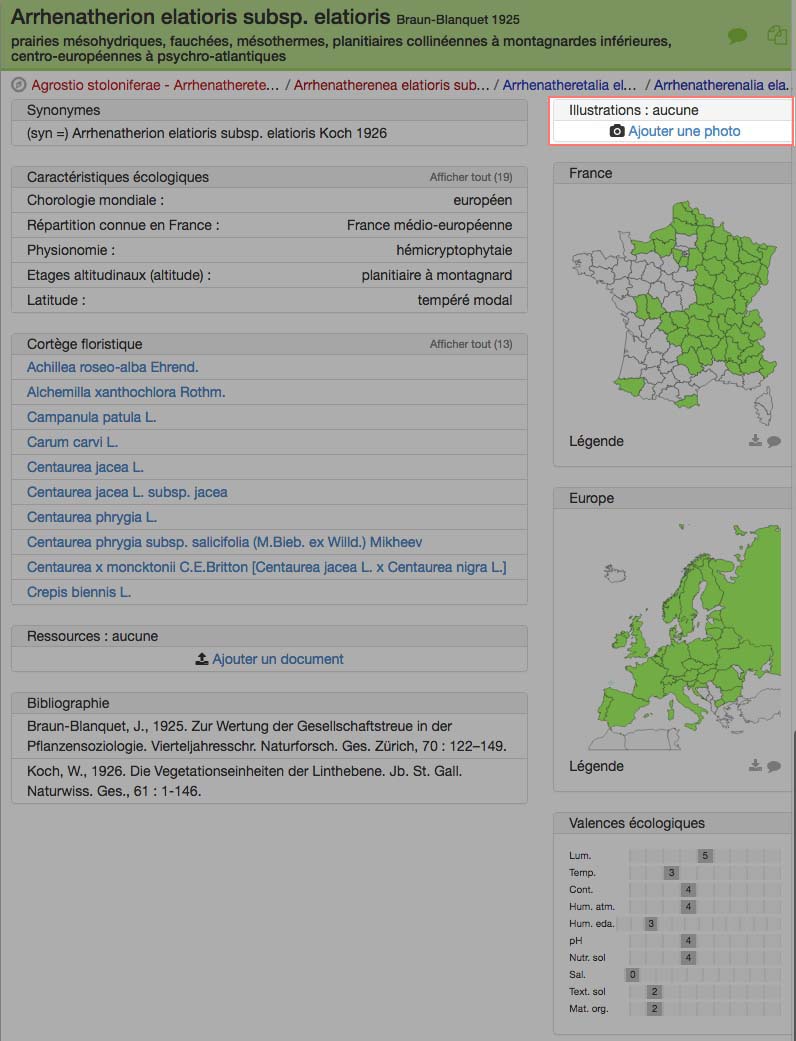 Arrhenatherion elatioris subsp. elatioris Braun-Blanquet 1925
prairies mésohydriques, fauchées, mésothermes, planitiaires collinéennes à montagnardes inférieures,
centro-européennes à psychro-atlantiques
Agrostio stoloniferae - Arrhenatherete… / Arrhenatherenea elatioris sub… / Arrhenatheretalia el… / Arrhenatherenalia ela…
Synonymes
(syn =) Arrhenatherion elatioris subsp. elatioris Koch 1926
Caractéristiques écologiques Afficher tout (19)
Chorologie mondiale : européen
Répartition connue en France : France médio-européenne
Physionomie : hémicryptophytaie
Etages altitudinaux (altitude) : planitiaire à montagnard
Latitude : tempéré modal
Cortège floristique Afficher tout (13)
Achillea roseo-alba Ehrend.
Alchemilla xanthochlora Rothm.
Campanula patula L.
Carum carvi L.
Centaurea jacea L.
Centaurea jacea L. subsp. jacea
Centaurea phrygia L.
Centaurea phrygia subsp. salicifolia (M.Bieb. ex Willd.) Mikheev
Centaurea x moncktonii C.E.Britton [Centaurea jacea L. x Centaurea nigra L.]
Crepis biennis L.
Ressources : aucune
Ajouter un document
Bibliographie
Braun-Blanquet, J., 1925. Zur Wertung der Gesellschaftstreue in der
Pflanzensoziologie. Vierteljahresschr. Naturforsch. Ges. Zürich, 70 : 122–149.
Koch, W., 1926. Die Vegetationseinheiten der Linthebene. Jb. St. Gall.
Naturwiss. Ges., 61 : 1-146.
Illustrations : aucune
Ajouter une photo
France
Légende
Europe
Légende
Valences écologiques
Lum. 5
Temp. 3
Cont. 4
Hum. atm. 4
Hum. eda. 3
pH 4
Nutr. sol 4
Sal. 0
Text. sol 2
Mat. org. 2